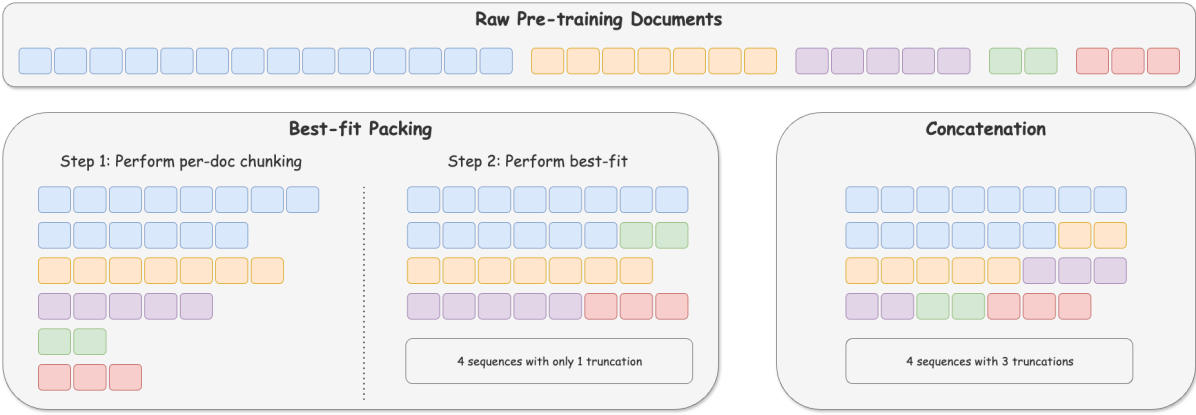 Raw Pre-training Documents
Best-fit Packing
Step 1: Perform per-doc chunking
Step 2: Perform best-fit
4 sequences with only 1 truncation
Concatenation
4 sequences with 3 truncations